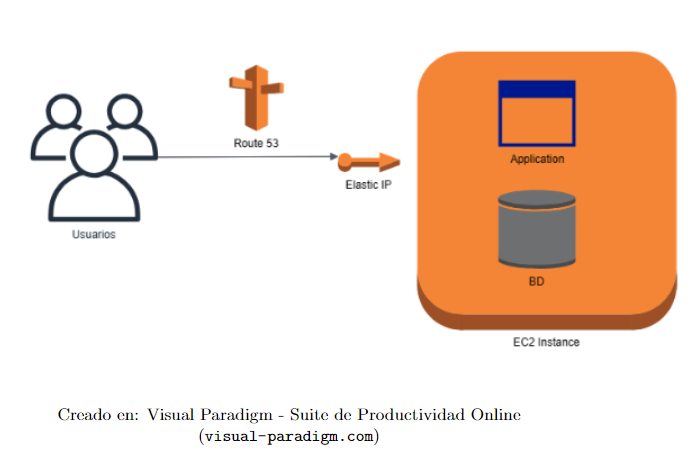 Route 53
Usuarios
Elastic IP
Application
BD
EC2 Instance
Creado en: Visual Paradigm - Suite de Productividad Online
(visual-paradigm.com)